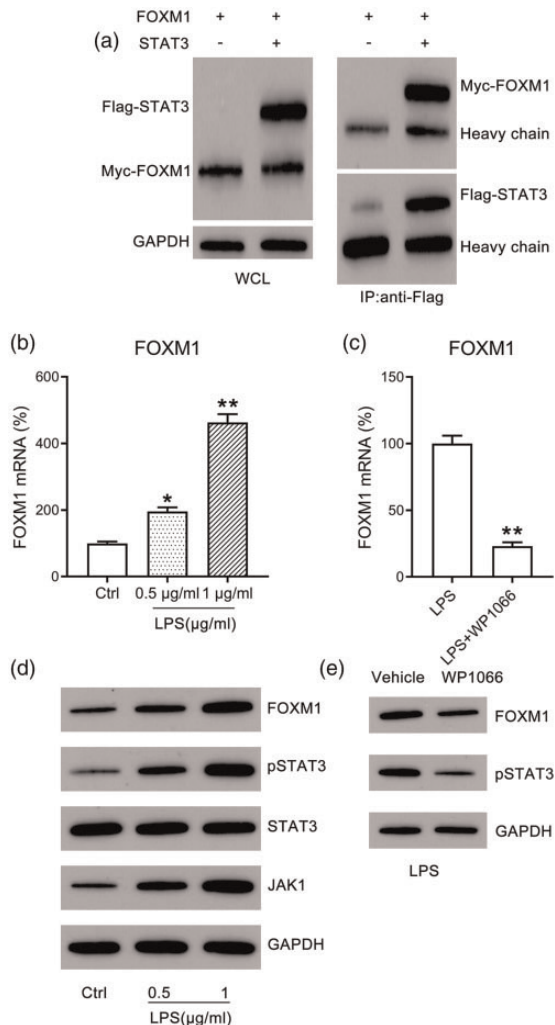 FOXM1 + + + +
(a) STAT3 - + - +
Flag-STAT3
Myc-FOXM1
GAPDH
WCL
Myc-FOXM1
Heavy chain
Flag-STAT3
Heavy chain
IP:anti-Flag
(b)
FOXM1
FOXM1 mRNA (%)
600
400
200
0
*
**
Ctrl 0.5 µg/ml 1 µg/ml
LPS(µg/ml)
(c)
FOXM1
FOXM1 mRNA (%)
150
100
50
0
**
LPS
LPS+WP1066
(d)
FOXM1
pSTAT3
STAT3
JAK1
GAPDH
Ctrl 0.5 1
LPS(µg/ml)
(e)
Vehicle WP1066
FOXM1
pSTAT3
GAPDH
LPS